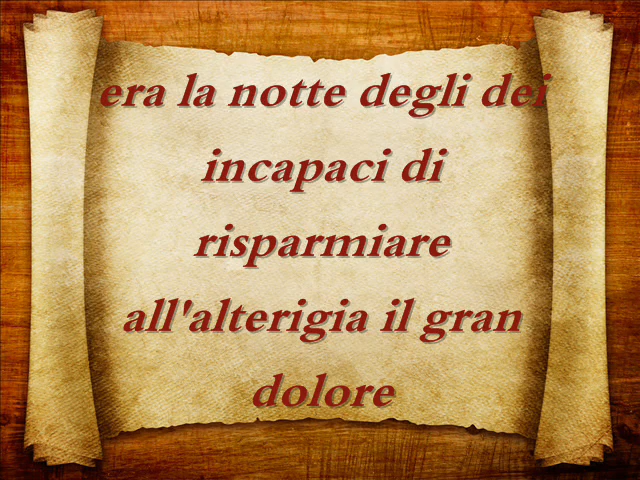 era la notte degli dei
incapaci di
risparmiare
all'alterigia il gran
dolore